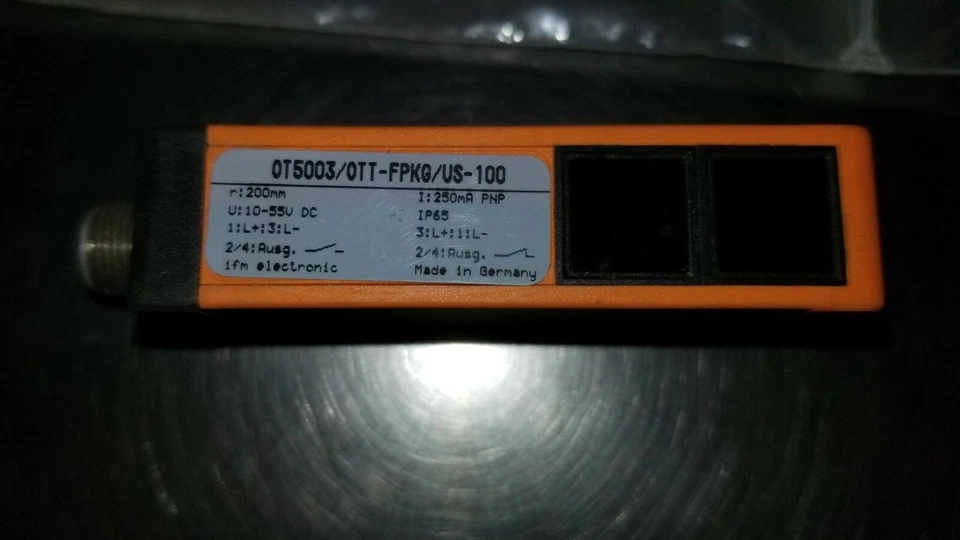 OT5003/OTT-FPKG/US-100
r:200mm I:250mA PNP
U:10-55V DC IP65
1:L+;3:L- 3:L+;1:L-
2/4:Ausg. 2/4:Ausg.
ifm electronic Made in Germany